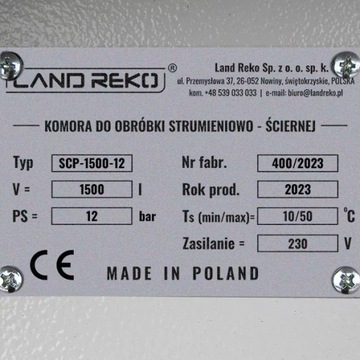 LAND REKO®
Land Reko Sp. z o. o. sp. k.
ul. Przemysłowa 37, 26-052 Nowiny, świętokrzyskie, POLSKA
kom. +48 539 033 033 | e-mail: biuro@landreko.pl
KOMORA DO OBRÓBKI STRUMIENIOWO - ŚCIERNEJ
Typ SCP-1500-12 Nr fabr. 400/2023
V = 1500 l Rok prod. 2023
PS= 12 bar Ts (min/max)= 10/50 °C
Zasilanie = 230 V
CE MADE IN POLAND